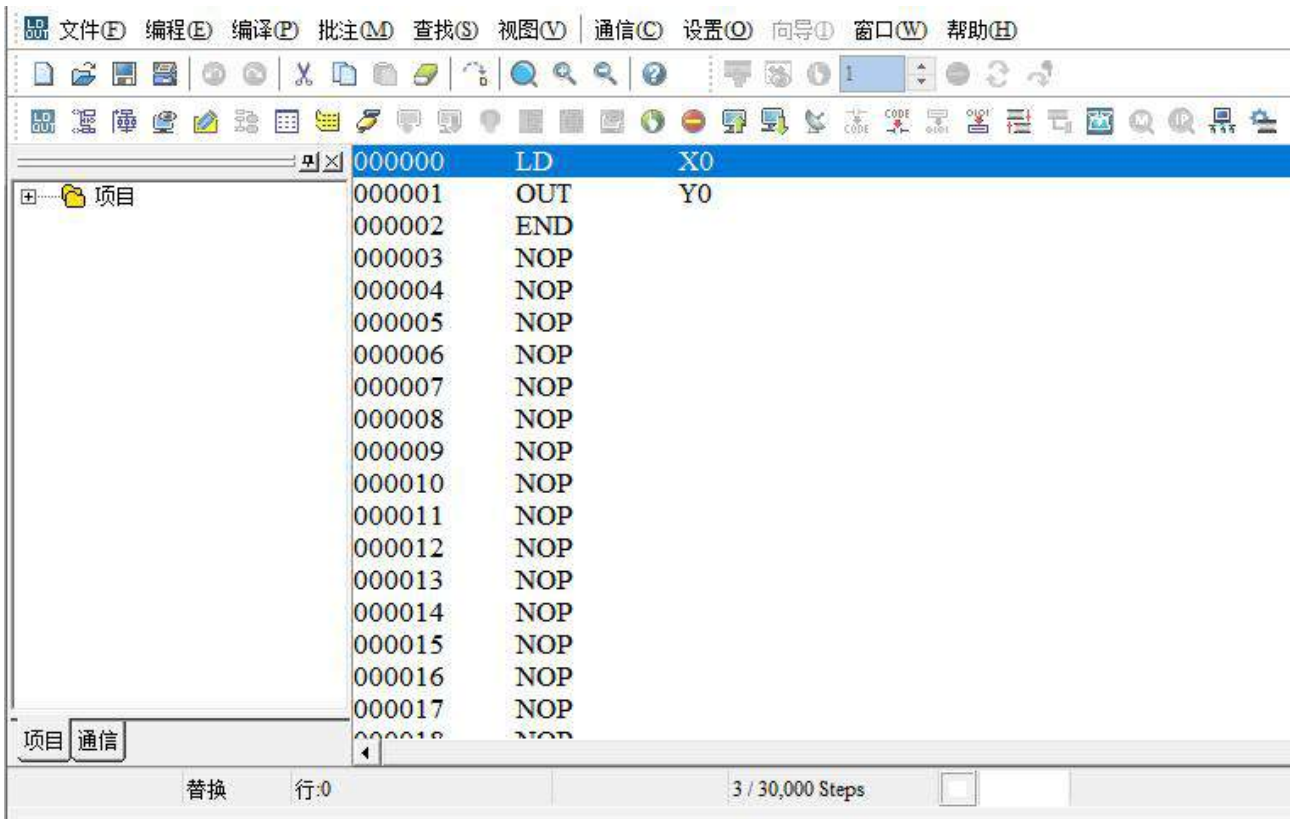 文件(F) 编程(E) 编译(P) 批注(M) 查找(S) 视图(V) 通信(C) 设置(O) 向导(I) 窗口(W) 帮助(H)
1
000000 LD X0
项目
000001 OUT Y0
000002 END
000003 NOP
000004 NOP
000005 NOP
000006 NOP
000007 NOP
000008 NOP
000009 NOP
000010 NOP
000011 NOP
000012 NOP
000013 NOP
000014 NOP
000015 NOP
000016 NOP
000017 NOP
000018 NOP
项目 通信
替换 行:0 3 / 30,000 Steps